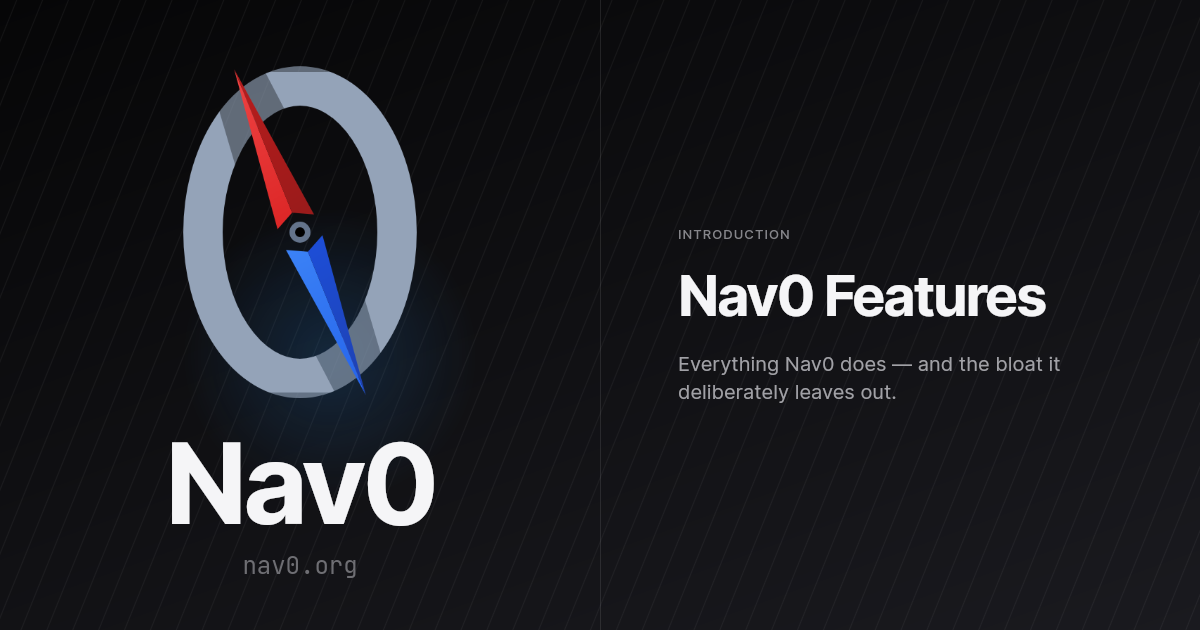 Nav0
nav0.org
INTRODUCTION
Nav0 Features
Everything Nav0 does — and the bloat it
deliberately leaves out.